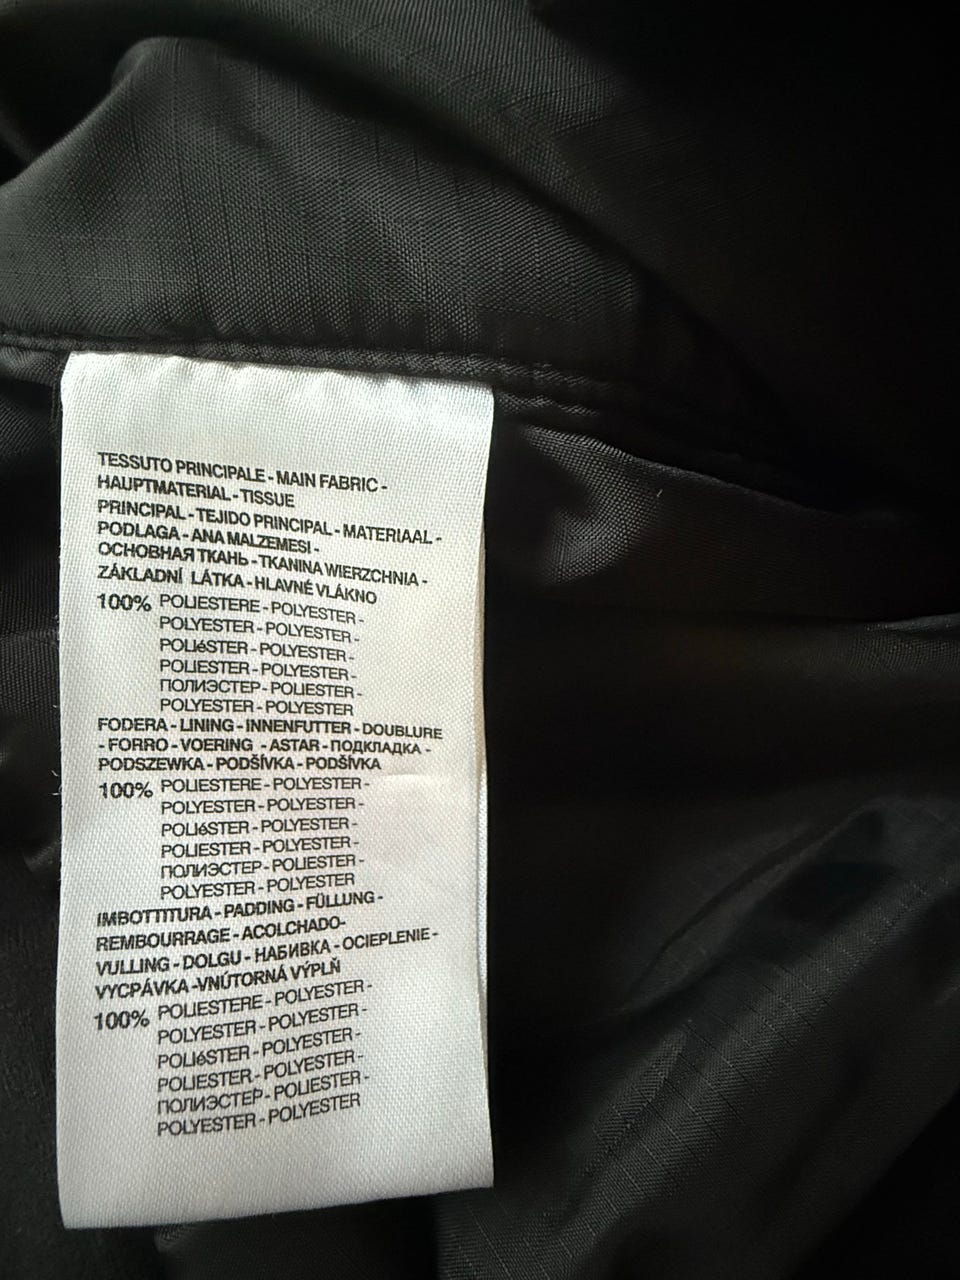 TESSUTO PRINCIPALE - MAIN FABRIC -
HAUPTMATERIAL - TISSUE
PRINCIPAL - TEJIDO PRINCIPAL - MATERIAAL -
PODLAGA - ANA MALZEMESI -
ОСНОВНАЯ ТКАНЬ - TKANINA WIERZCHNIA -
ZÁKLADNÍ LÁTKA - HLAVNÉ VLÁKNO
100% POLIESTERE - POLYESTER -
POLYESTER - POLYESTER -
POLIéSTER - POLYESTER -
POLIESTER - POLYESTER -
ПОЛИЭСТЕР - POLIESTER -
POLYESTER - POLYESTER
FODERA - LINING - INNENFUTTER - DOUBLURE
- FORRO - VOERING - ASTAR - ПОДКЛАДКА -
PODSZEWKA - PODŠÍVKA - PODŠÍVKA
100% POLIESTERE - POLYESTER -
POLYESTER - POLYESTER -
POLIéSTER - POLYESTER -
POLIESTER - POLYESTER -
ПОЛИЭСТЕР - POLIESTER -
POLYESTER - POLYESTER
IMBOTTITURA - PADDING - FÜLLUNG -
REMBOURRAGE - ACOLCHADO-
VULLING - DOLGU - НАБИВКА - OCIEPLENIE -
VYCPÁVKA -VNÚTORNÁ VÝPLŇ
100% POLIESTERE - POLYESTER -
POLYESTER - POLYESTER -
POLIéSTER - POLYESTER -
POLIESTER - POLYESTER -
ПОЛИЭСТЕР - POLIESTER -
POLYESTER - POLYESTER